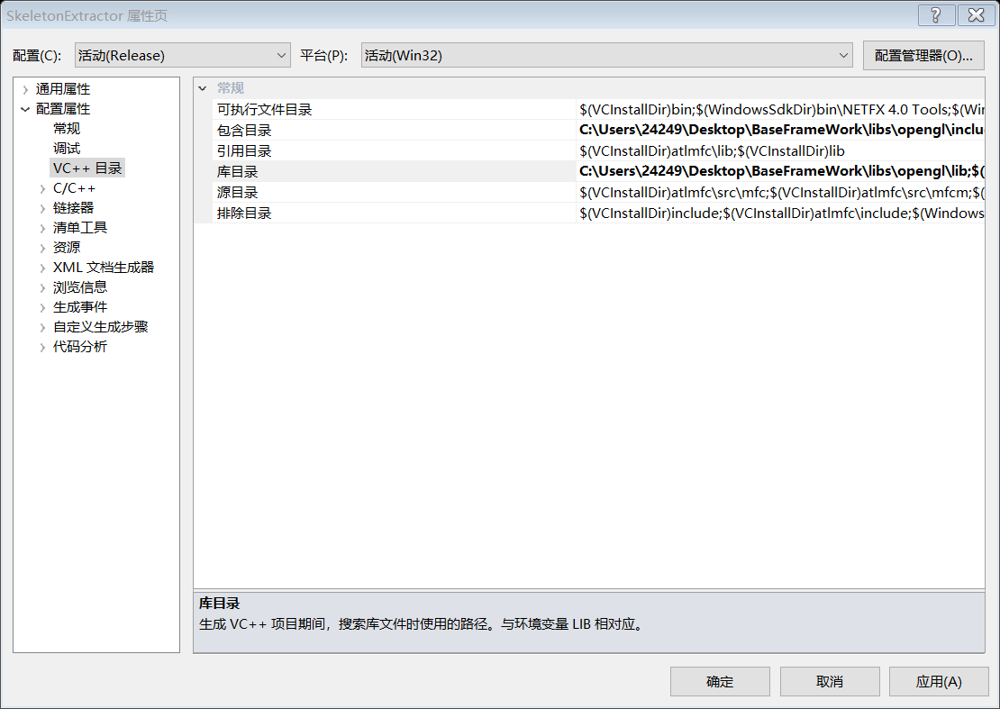 SkeletonExtractor 属性页
配置(C): 活动(Release) 平台(P): 活动(Win32) 配置管理器(O)...
通用属性
配置属性
常规
调试
VC++ 目录
C/C++
链接器
清单工具
资源
XML 文档生成器
浏览信息
生成事件
自定义生成步骤
代码分析
常规
可执行文件目录 $(VCInstallDir)bin;$(WindowsSdkDir)bin\NETFX 4.0 Tools;$(Win
包含目录 C:\Users\24249\Desktop\BaseFrameWork\libs\opengl\inclu
引用目录 $(VCInstallDir)atlmfc\lib;$(VCInstallDir)lib
库目录 C:\Users\24249\Desktop\BaseFrameWork\libs\opengl\lib;$(
源目录 $(VCInstallDir)atlmfc\src\mfc;$(VCInstallDir)atlmfc\src\mfcm;$(
排除目录 $(VCInstallDir)include;$(VCInstallDir)atlmfc\include;$(Windows
库目录
生成 VC++ 项目期间，搜索库文件时使用的路径。与环境变量 LIB 相对应。
确定 取消 应用(A)